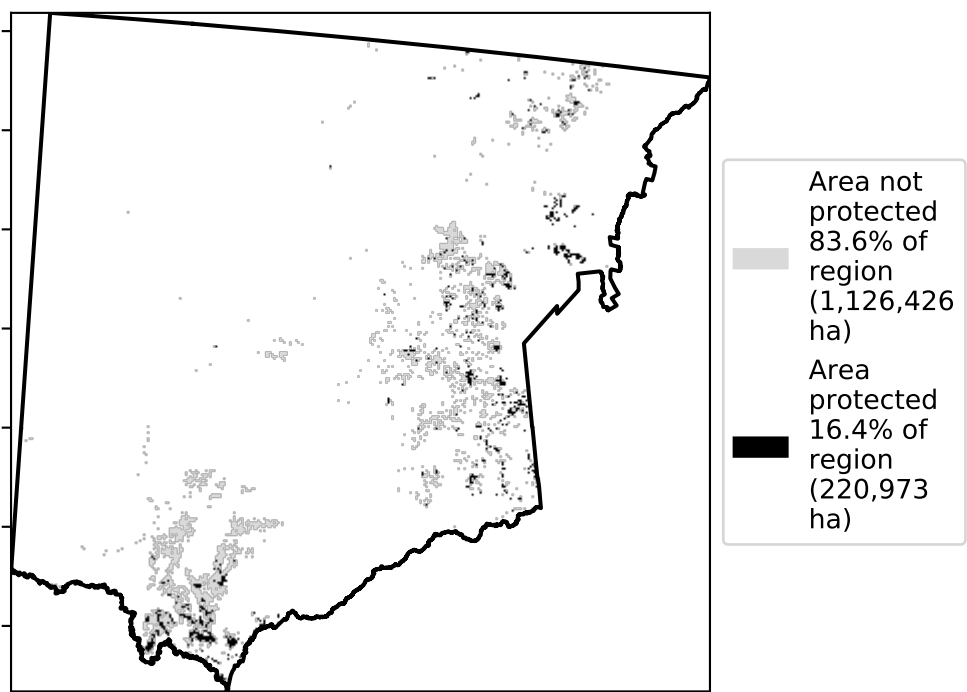 Area not
protected
83.6% of
region
(1,126,426
ha)
Area
protected
16.4% of
region
(220,973
ha)